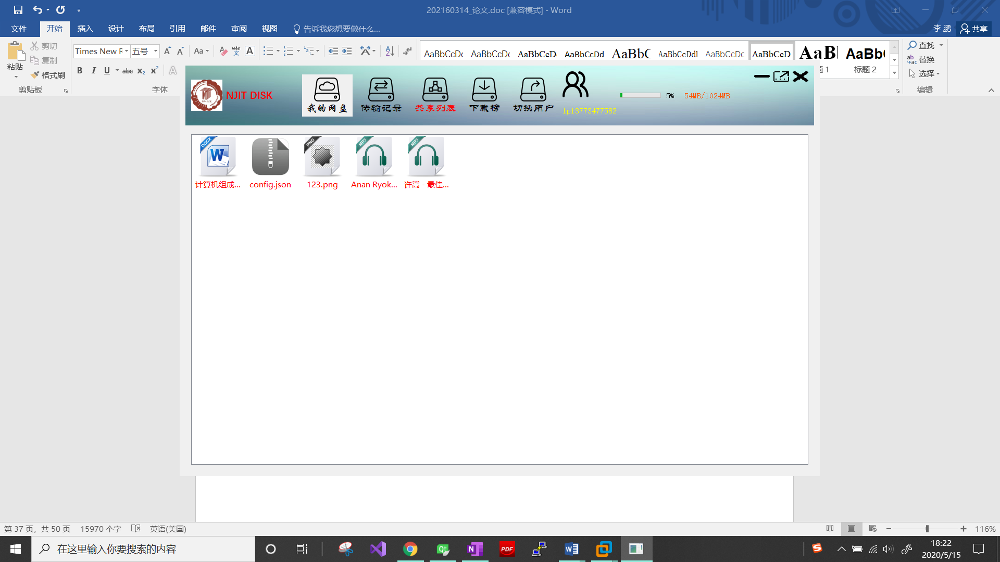 202160314_论文.doc [兼容模式] - Word
文件 开始 插入 设计 布局 引用 邮件 审阅 视图 告诉我您想要做什么... 李 鹏 共享
粘贴
剪切
复制
格式刷
剪贴板
Times New R 五号
字体
AaBbCcDc AaBbCcDc AaBbCcD AaBbCcDd AaBbC AaBbCcDdl AaBbCcDc AaBbCcD AaBl AaBb(
1 标题 2
查找
替换
选择
编辑
NJIT DISK
我的网盘 传输记录 共享列表 下载榜 切换用户
lp13773477582
5% 54MB/1024MB
DOCX PNG MP3 MP3
计算机组成... config.json 123.png Anan Ryok... 许嵩 - 最佳...
第 37 页，共 50 页 15970 个字 英语(美国) 116%
在这里输入你要搜索的内容
18:22
2020/5/15